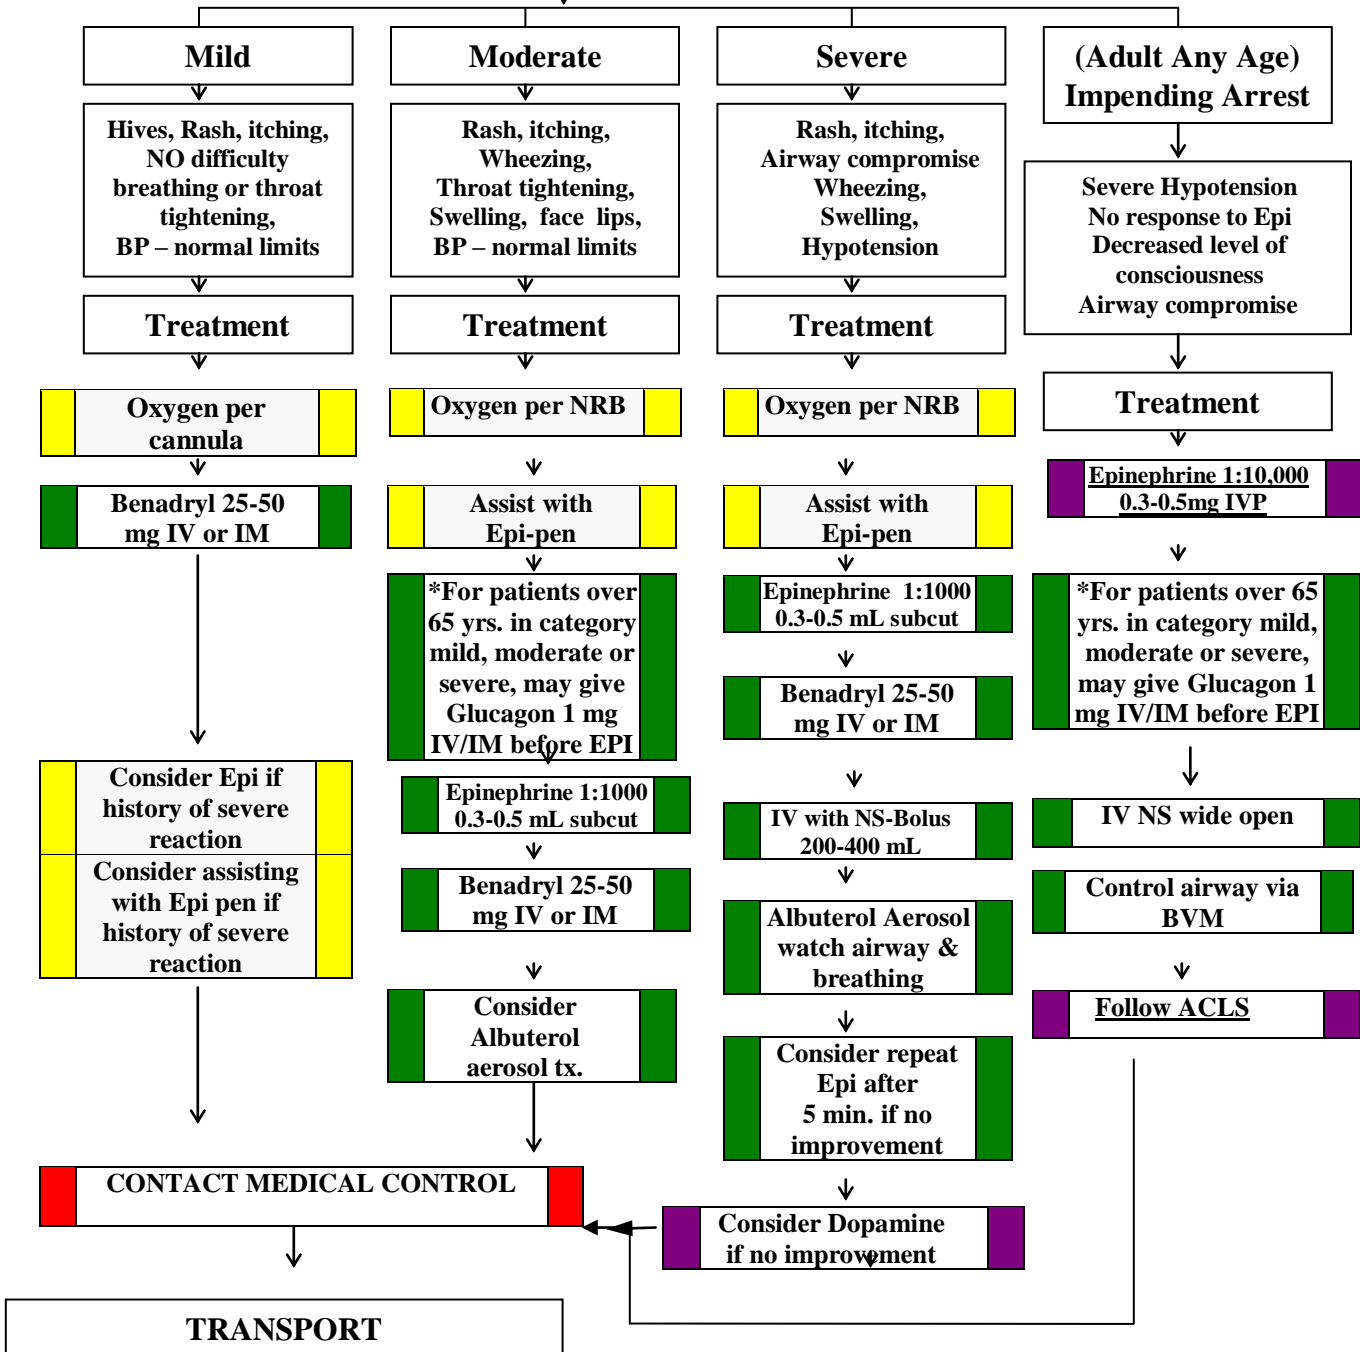 Mild
Hives, Rash, itching,
NO difficulty
breathing or throat
tightening,
BP – normal limits
Treatment
Oxygen per
cannula
Benadryl 25-50
mg IV or IM
Consider Epi if
history of severe
reaction
Consider assisting
with Epi pen if
history of severe
reaction
Moderate
Rash, itching,
Wheezing,
Throat tightening,
Swelling, face lips,
BP – normal limits
Treatment
Oxygen per NRB
Assist with
Epi-pen
*For patients over
65 yrs. in category
mild, moderate or
severe, may give
Glucagon 1 mg
IV/IM before EPI
Epinephrine 1:1000
0.3-0.5 mL subcut
Benadryl 25-50
mg IV or IM
Consider
Albuterol
aerosol tx.
Severe
Rash, itching,
Airway compromise
Wheezing,
Swelling,
Hypotension
Treatment
Oxygen per NRB
Assist with
Epi-pen
Epinephrine 1:1000
0.3-0.5 mL subcut
Benadryl 25-50
mg IV or IM
IV with NS-Bolus
200-400 mL
Albuterol Aerosol
watch airway &
breathing
Consider repeat
Epi after
5 min. if no
improvement
Consider Dopamine
if no improvement
(Adult Any Age)
Impending Arrest
Severe Hypotension
No response to Epi
Decreased level of
consciousness
Airway compromise
Treatment
Epinephrine 1:10,000
0.3-0.5mg IVP
*For patients over 65
yrs. in category mild,
moderate or severe,
may give Glucagon 1
mg IV/IM before EPI
IV NS wide open
Control airway via
BVM
Follow ACLS
CONTACT MEDICAL CONTROL
TRANSPORT